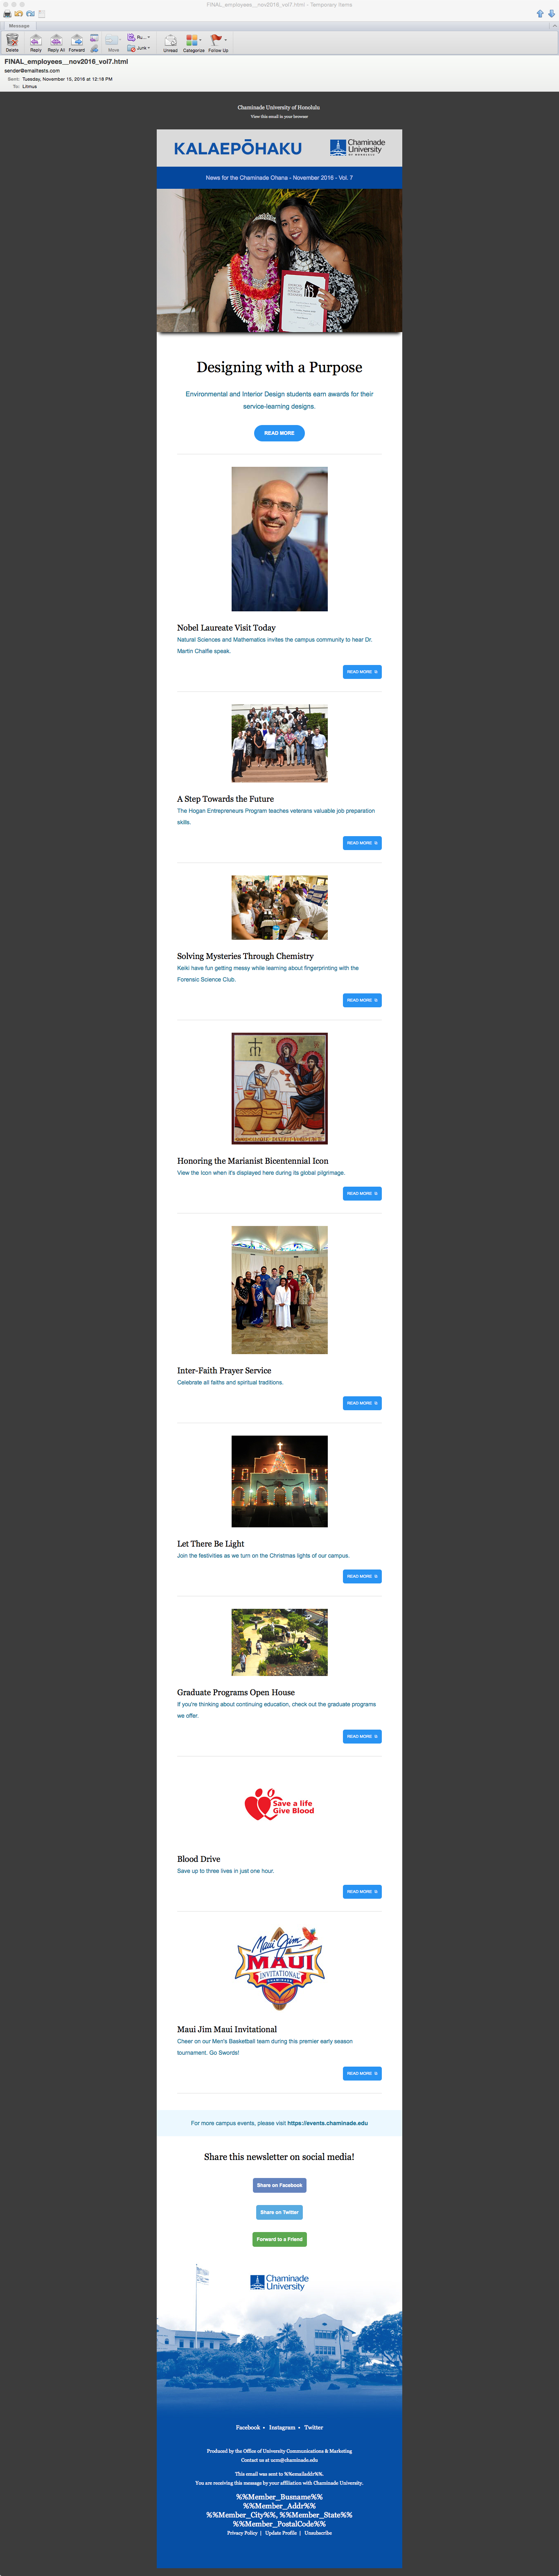 FINAL_employees__nov2016_vol7.html - Temporary Items
Message
Delete
Reply
Reply All
Forward
Move
Ru...
Junk
Unread
Categorize
Follow Up
FINAL_employees__nov2016_vol7.html
sender@emailtests.com
Sent: Tuesday, November 15, 2016 at 12:18 PM
To: Litmus
Chaminade University of Honolulu
View this email in your browser
KALAEPŌHAKU
Chaminade
University
OF HONOLULU
News for the Chaminade Ohana - November 2016 - Vol. 7
Designing with a Purpose
Environmental and Interior Design students earn awards for their
service-learning designs.
READ MORE
Nobel Laureate Visit Today
Natural Sciences and Mathematics invites the campus community to hear Dr.
Martin Chalfie speak.
READ MORE »
A Step Towards the Future
The Hogan Entrepreneurs Program teaches veterans valuable job preparation
skills.
READ MORE »
Solving Mysteries Through Chemistry
Keiki have fun getting messy while learning about fingerprinting with the
Forensic Science Club.
READ MORE »
Honoring the Marianist Bicentennial Icon
View the Icon when it's displayed here during its global pilgrimage.
READ MORE »
Inter-Faith Prayer Service
Celebrate all faiths and spiritual traditions.
READ MORE »
Let There Be Light
Join the festivities as we turn on the Christmas lights of our campus.
READ MORE »
Graduate Programs Open House
If you're thinking about continuing education, check out the graduate programs
we offer.
READ MORE »
Save a life
Give Blood
Blood Drive
Save up to three lives in just one hour.
READ MORE »
Maui Jim
MAUI
INVITATIONAL
CHAMINADE
Maui Jim Maui Invitational
Cheer on our Men's Basketball team during this premier early season
tournament. Go Swords!
READ MORE »
For more campus events, please visit https://events.chaminade.edu
Share this newsletter on social media!
Share on Facebook
Share on Twitter
Forward to a Friend
Chaminade
University
Facebook • Instagram • Twitter
Produced by the Office of University Communications & Marketing
Contact us at ucm@chaminade.edu
This email was sent to %%emailaddr%%.
You are receiving this message by your affiliation with Chaminade University.
%%Member_Busname%%
%%Member_Addr%%
%%Member_City%%, %%Member_State%%
%%Member_PostalCode%%
Privacy Policy | Update Profile | Unsubscribe